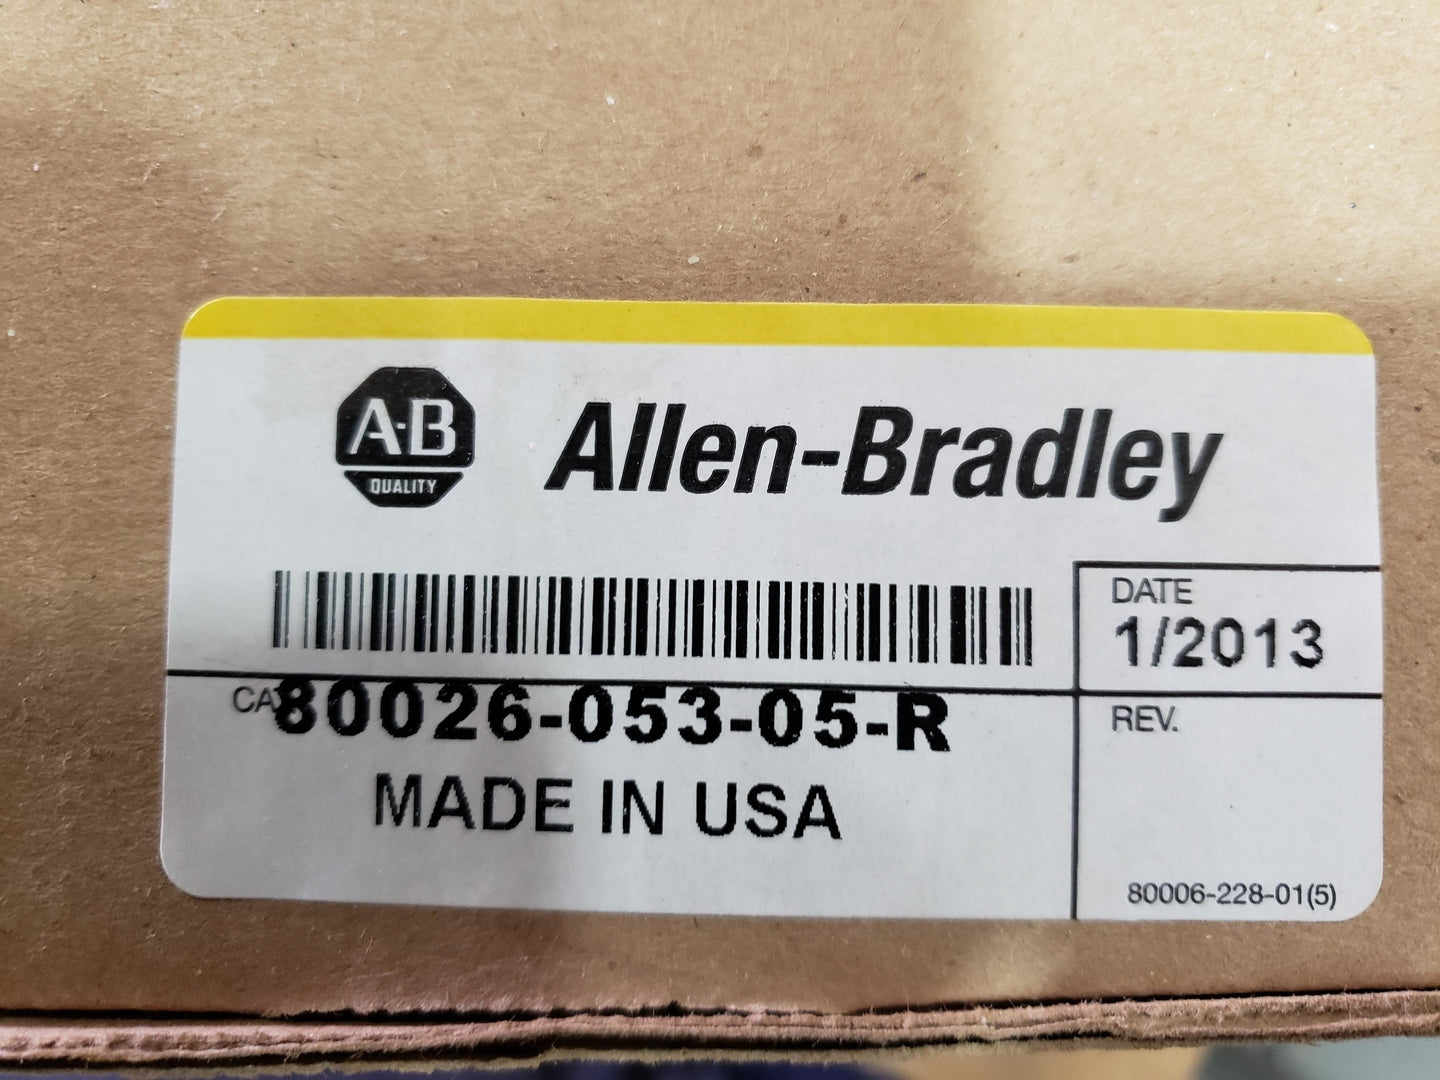 A-B
QUALITY
Allen-Bradley
DATE
1/2013
CA
80026-053-05-R
REV.
MADE IN USA
80006-228-01(5)